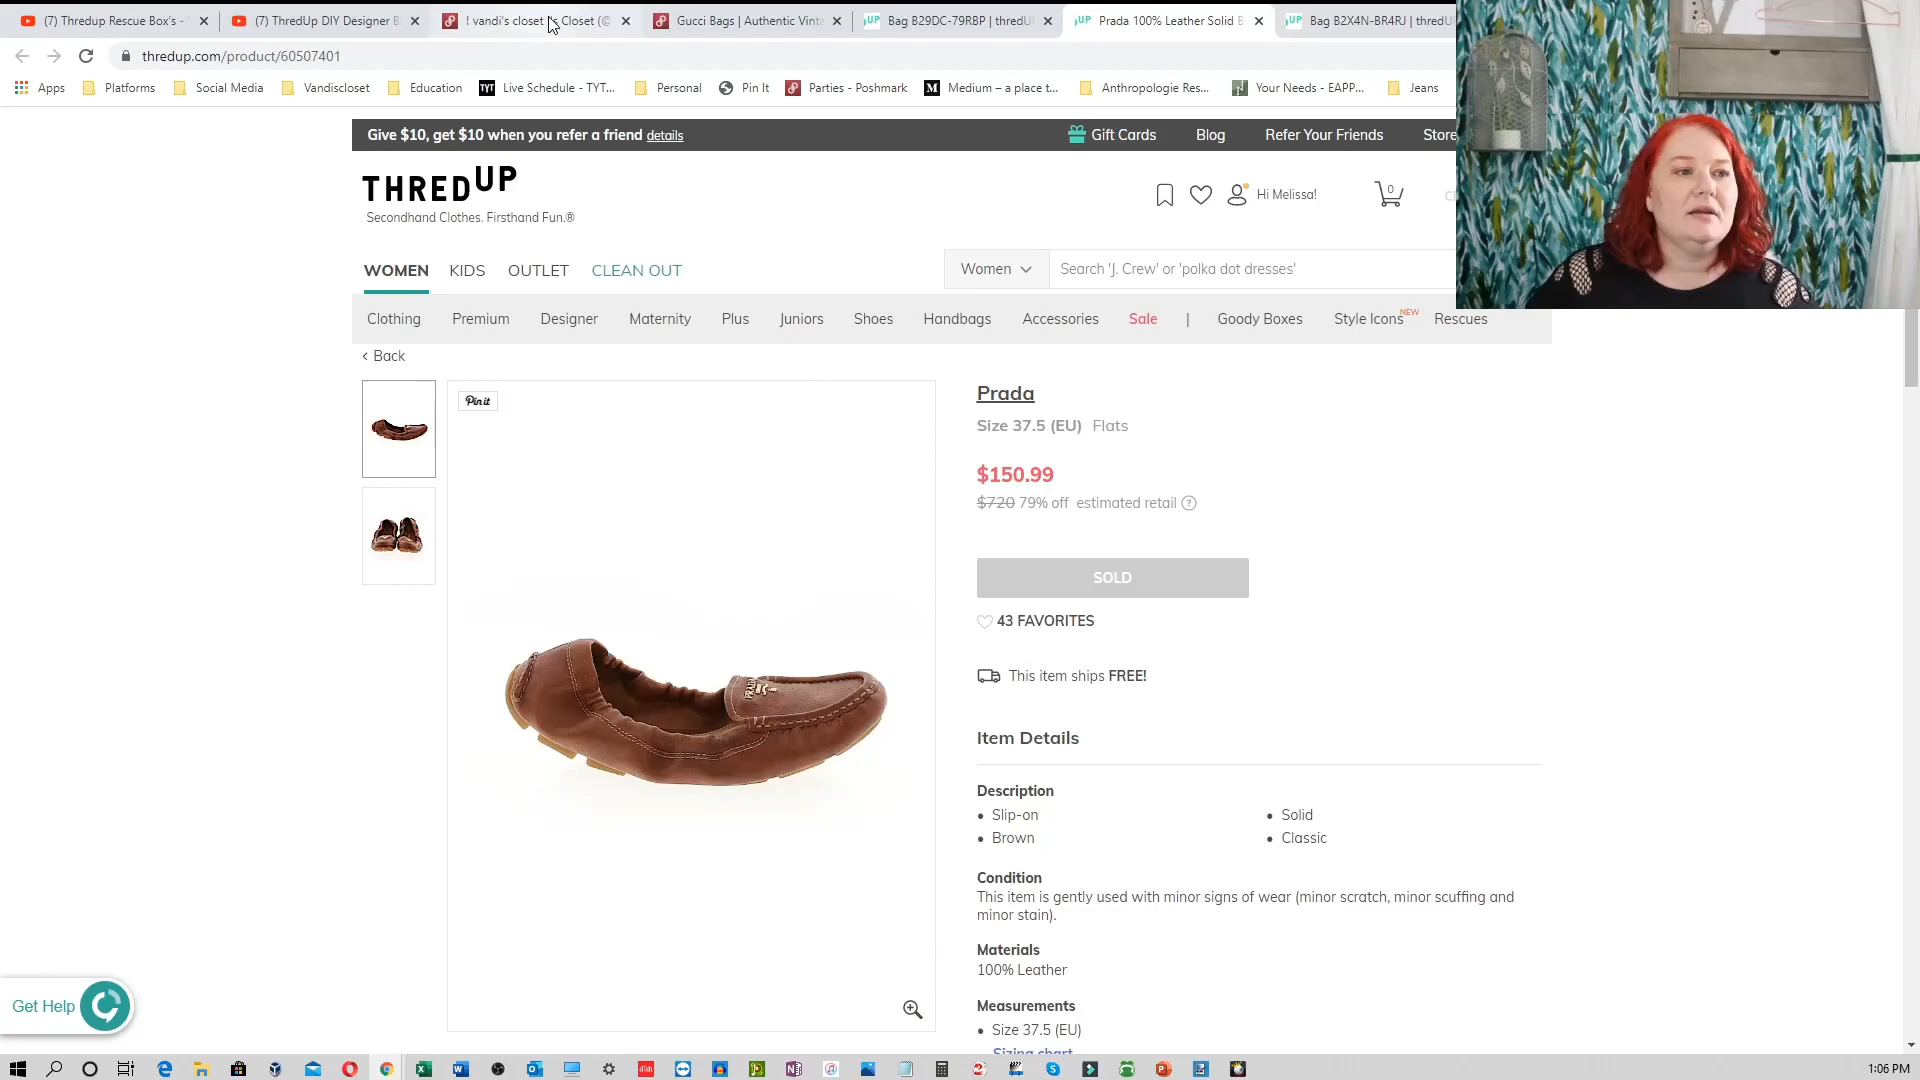 (7) Thredup Rescue Box's -
(7) ThredUp DIY Designer B
! vandi's closet
Closet (@
Gucci Bags | Authentic Vinta
Bag B29DC-79RBP | thredU
Prada 100% Leather Solid B
Bag B2X4N-BR4RJ | thredU
thredup.com/product/60507401
Apps
Platforms
Social Media
Vandiscloset
Education
TYT
Live Schedule - TYT...
Personal
Pin It
Parties - Poshmark
Medium – a place t...
Anthropologie Res...
Your Needs - EAPP...
Jeans
Give $10, get $10 when you refer a friend details
Gift Cards
Blog
Refer Your Friends
Store
THREDUP
Secondhand Clothes. Firsthand Fun.®
Hi Melissa!
0
WOMEN
KIDS
OUTLET
CLEAN OUT
Women
Search 'J. Crew' or 'polka dot dresses'
Clothing
Premium
Designer
Maternity
Plus
Juniors
Shoes
Handbags
Accessories
Sale
|
Goody Boxes
Style Icons NEW
Rescues
‹ Back
Pin it
Prada
Size 37.5 (EU) Flats
$150.99
$720 79% off estimated retail ?
SOLD
43 FAVORITES
This item ships FREE!
Item Details
Description
• Slip-on
• Solid
• Brown
• Classic
Condition
This item is gently used with minor signs of wear (minor scratch, minor scuffing and
minor stain).
Materials
100% Leather
Measurements
• Size 37.5 (EU)
Sizing chart
PRADA
Get Help
dish
1:06 PM